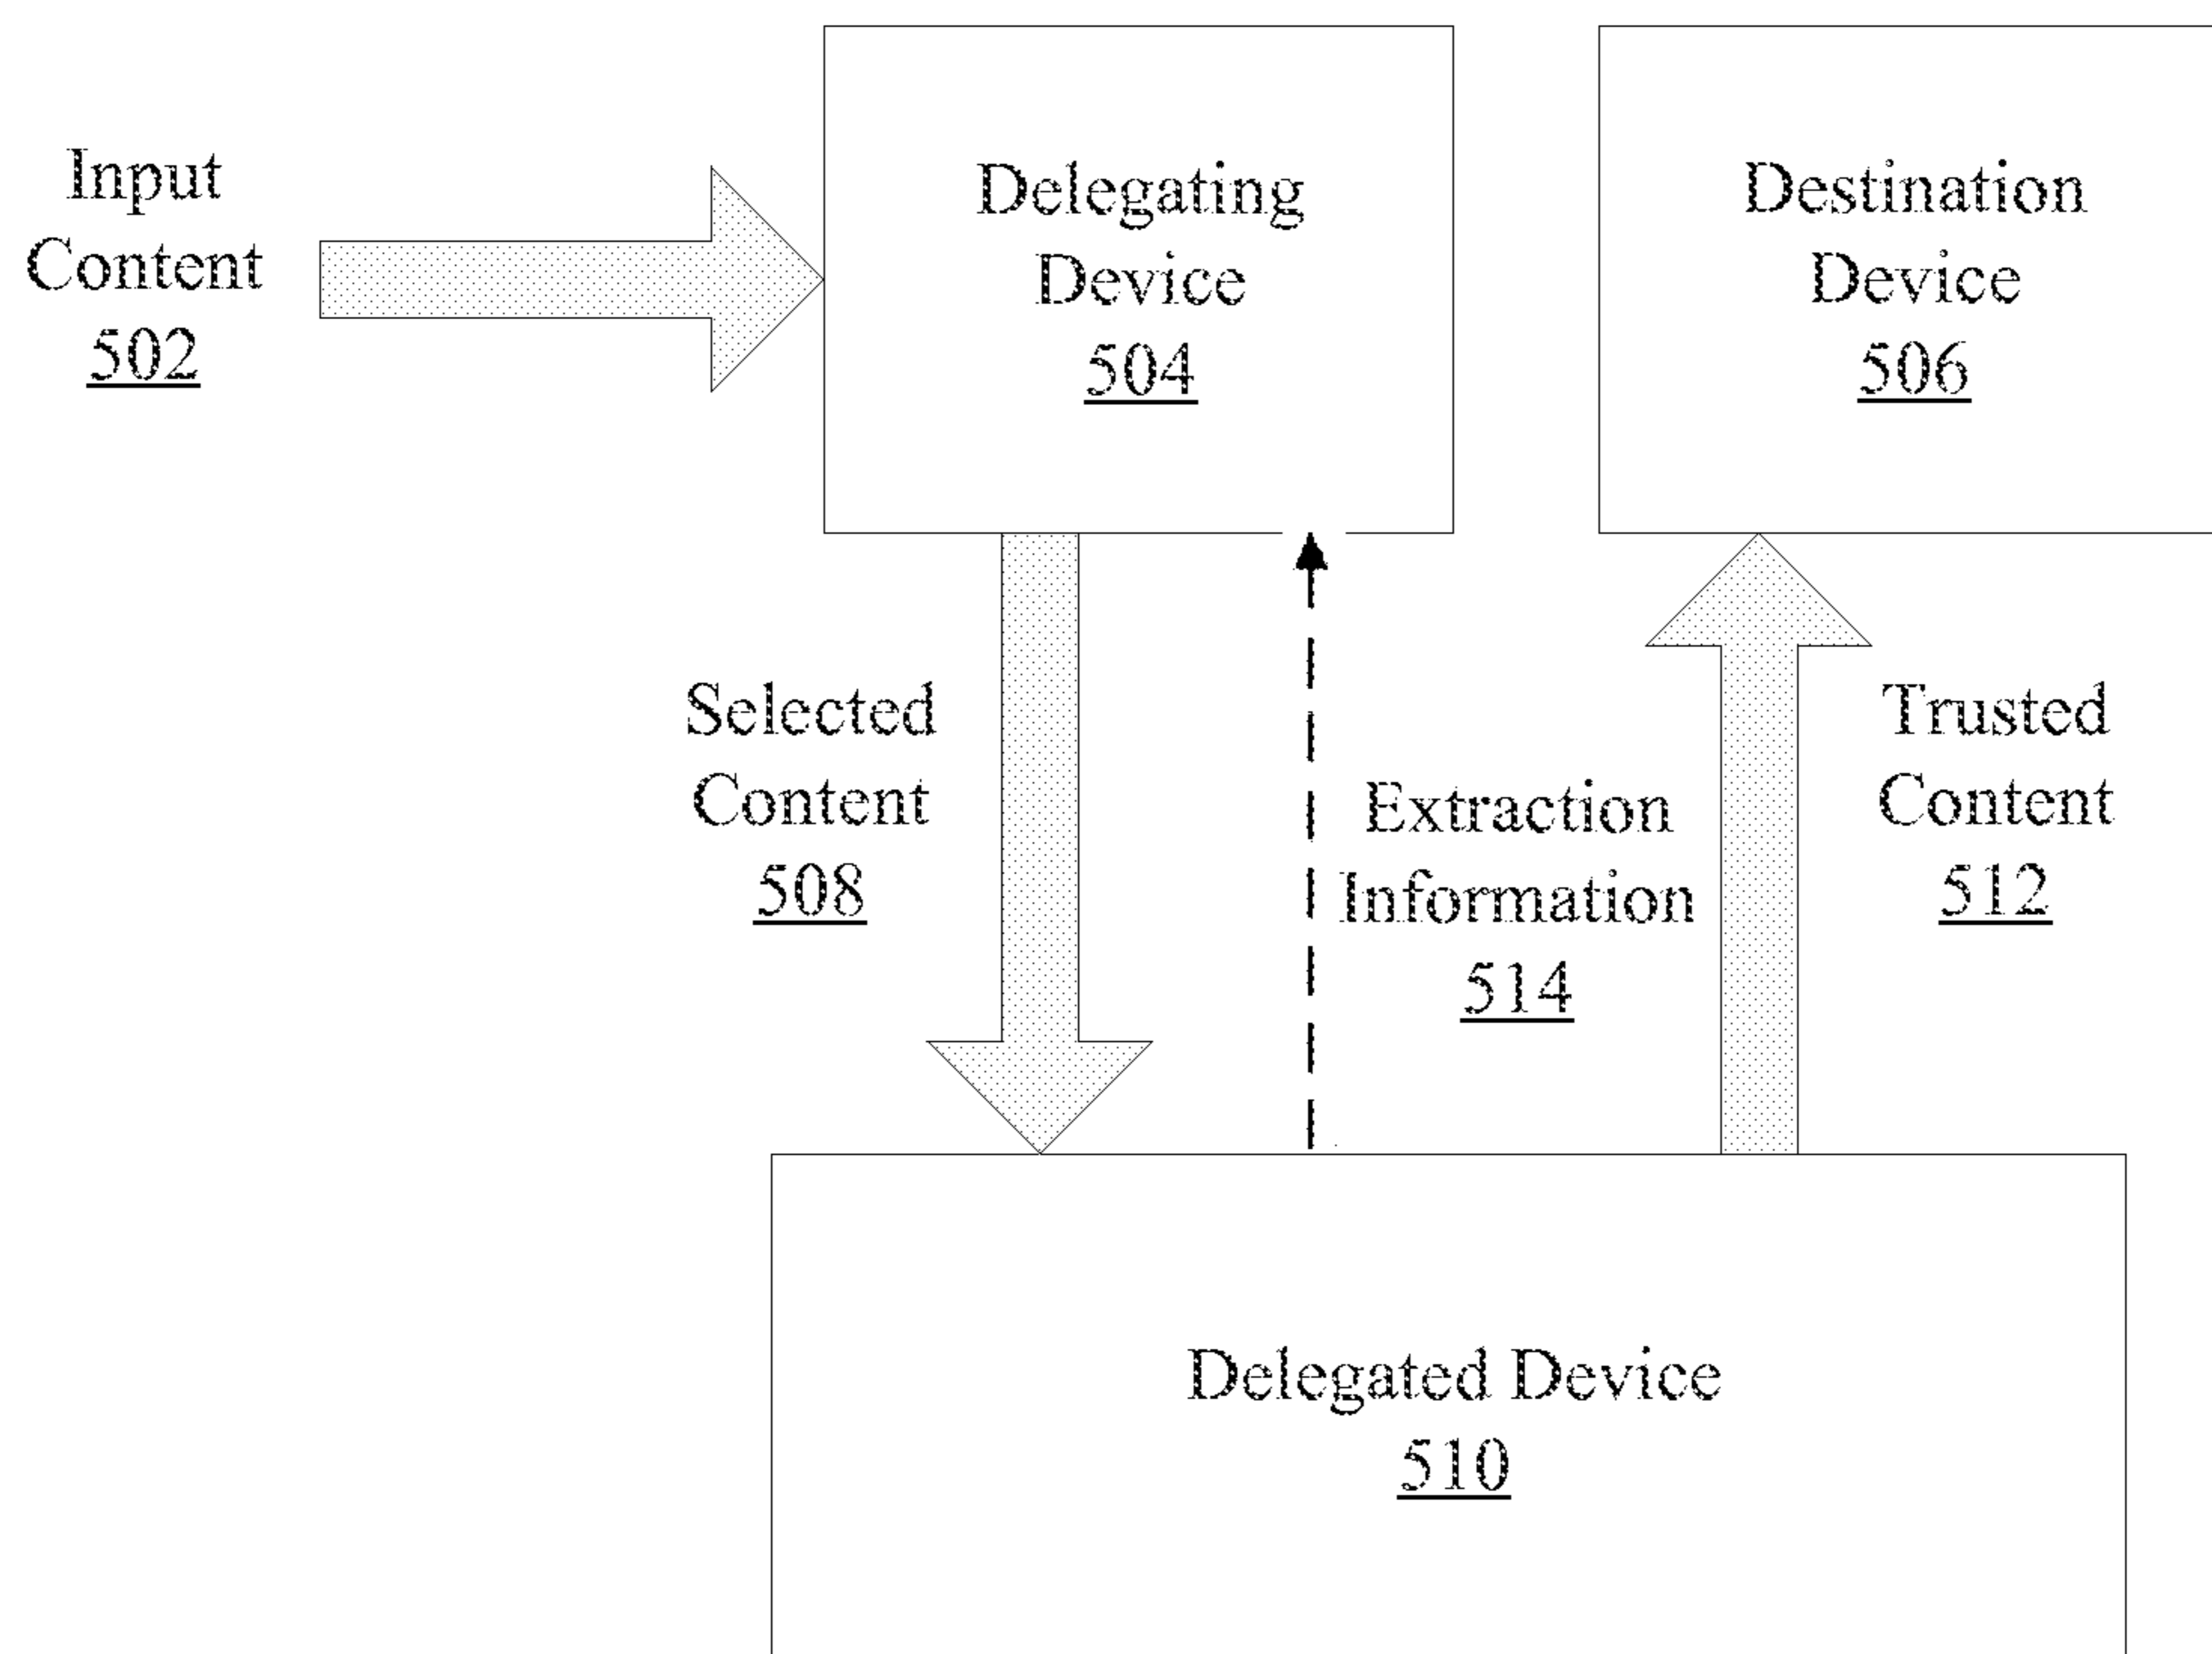 Input
Content
502
Delegating
Device
504
Destination
Device
506
Selected
Content
508
Extraction
Information
514
Trusted
Content
512
Delegated Device
510